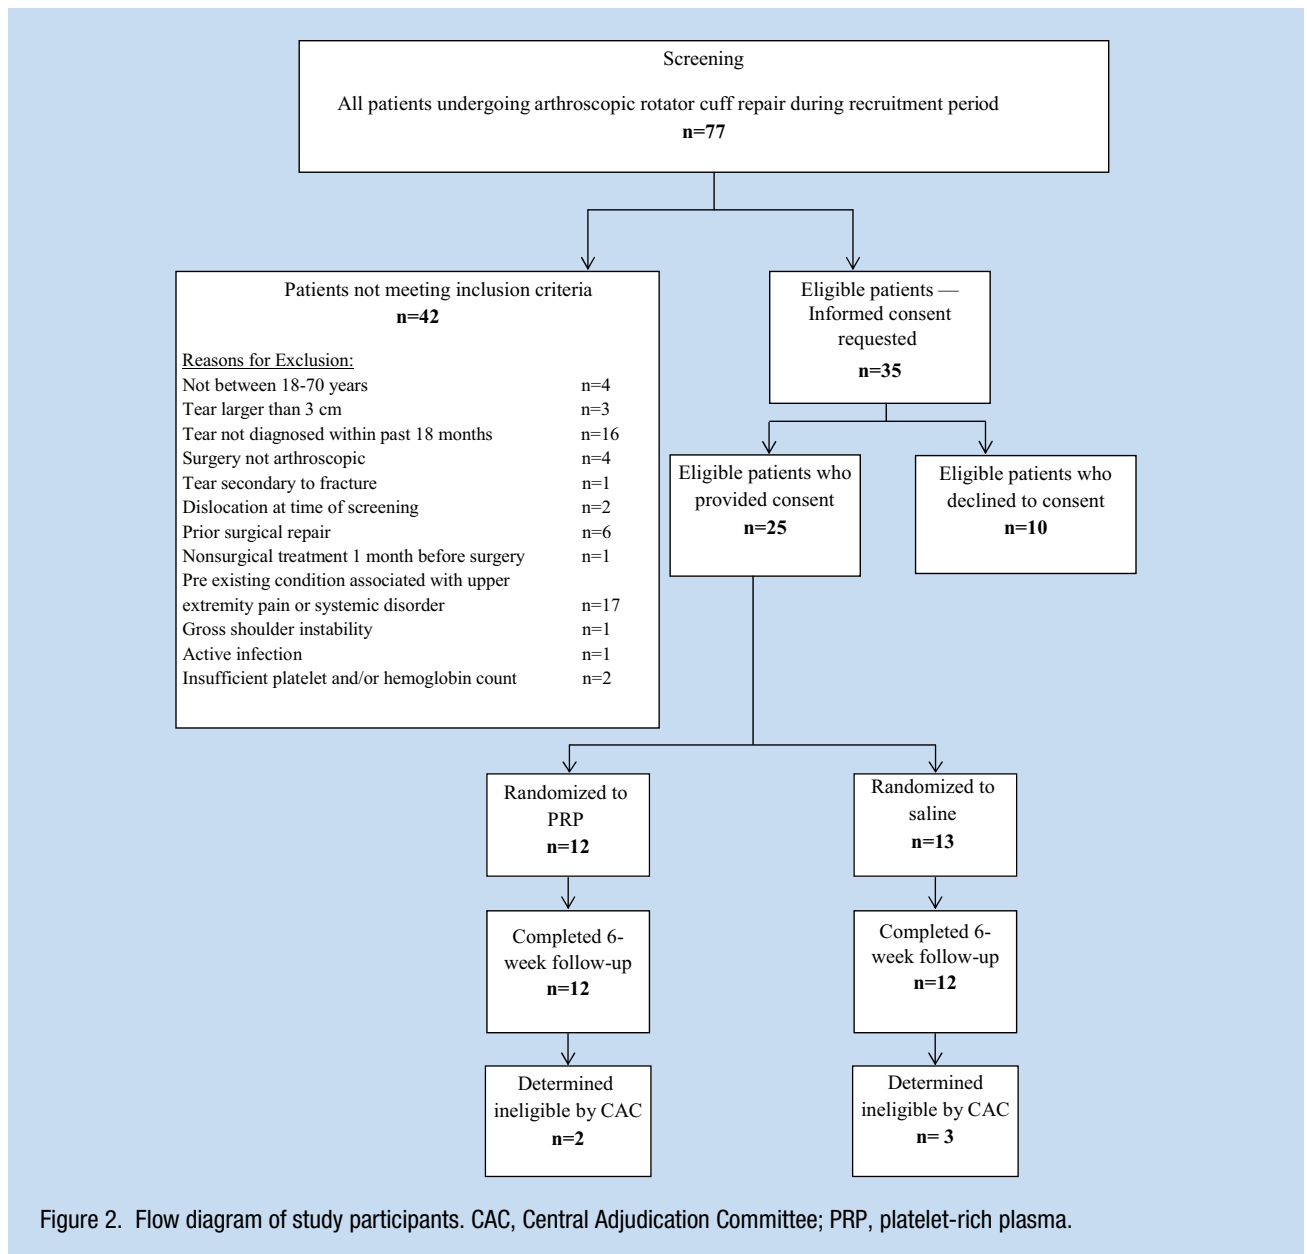 Screening
All patients undergoing arthroscopic rotator cuff repair during recruitment period
n=77
Patients not meeting inclusion criteria
n=42
Reasons for Exclusion:
Not between 18-70 years n=4
Tear larger than 3 cm n=3
Tear not diagnosed within past 18 months n=16
Surgery not arthroscopic n=4
Tear secondary to fracture n=1
Dislocation at time of screening n=2
Prior surgical repair n=6
Nonsurgical treatment 1 month before surgery n=1
Pre existing condition associated with upper
extremity pain or systemic disorder n=17
Gross shoulder instability n=1
Active infection n=1
Insufficient platelet and/or hemoglobin count n=2
Eligible patients —
Informed consent
requested
n=35
Eligible patients who
provided consent
n=25
Eligible patients who
declined to consent
n=10
Randomized to
PRP
n=12
Randomized to
saline
n=13
Completed 6-
week follow-up
n=12
Completed 6-
week follow-up
n=12
Determined
ineligible by CAC
n=2
Determined
ineligible by CAC
n= 3
Figure 2. Flow diagram of study participants. CAC, Central Adjudication Committee; PRP, platelet-rich plasma.